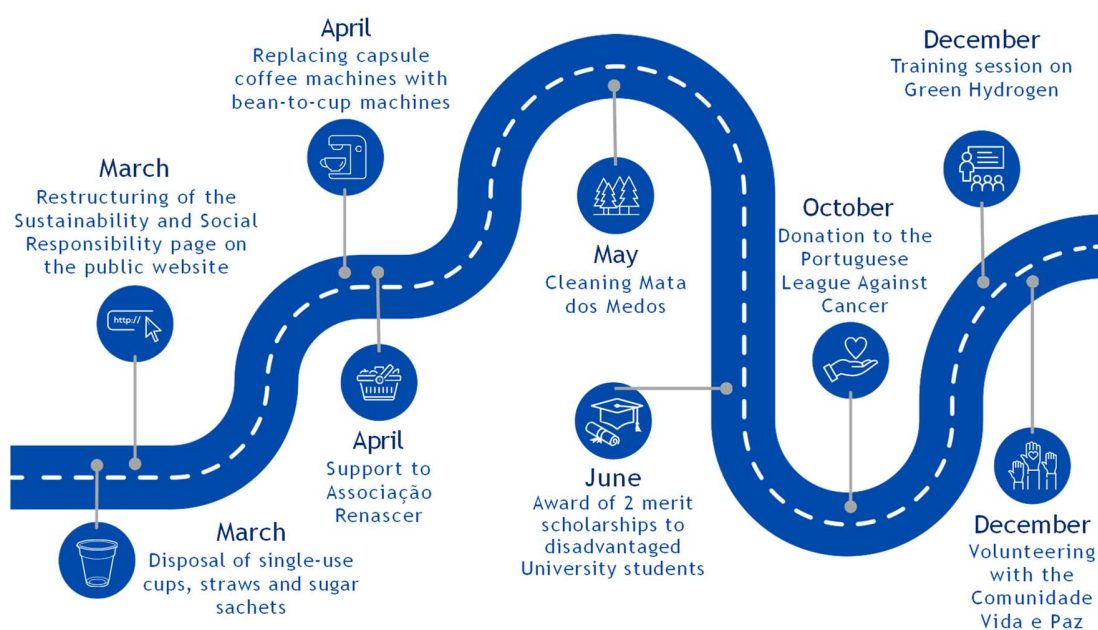 March
Disposal of single-use
cups, straws and sugar
sachets
March
Restructuring of the
Sustainability and Social
Responsibility page on
the public website
http://
April
Replacing capsule
coffee machines with
bean-to-cup machines
April
Support to
Associação
Renascer
May
Cleaning Mata
dos Medos
June
Award of 2 merit
scholarships to
disadvantaged
University students
October
Donation to the
Portuguese
League Against
Cancer
December
Training session on
Green Hydrogen
December
Volunteering
with the
Comunidade
Vida e Paz